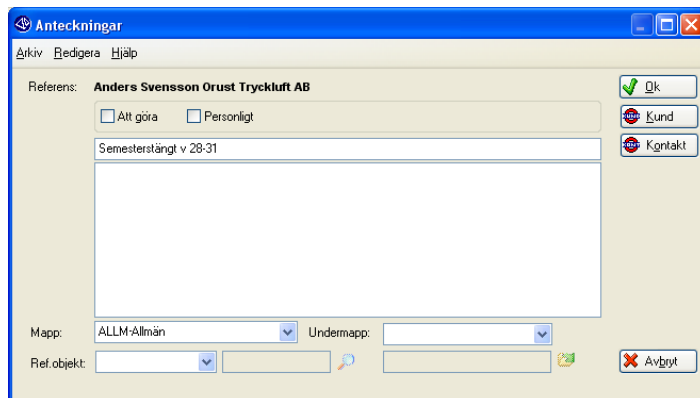 Anteckningar
Arkiv Redigera Hjälp
Referens: Anders Svensson Orust Tryckluft AB
Ok
Att göra Personligt
Kund
Semesterstängt v 28-31
Kontakt
Mapp: ALLM-Allmän Undermapp:
Ref.objekt: Avbryt